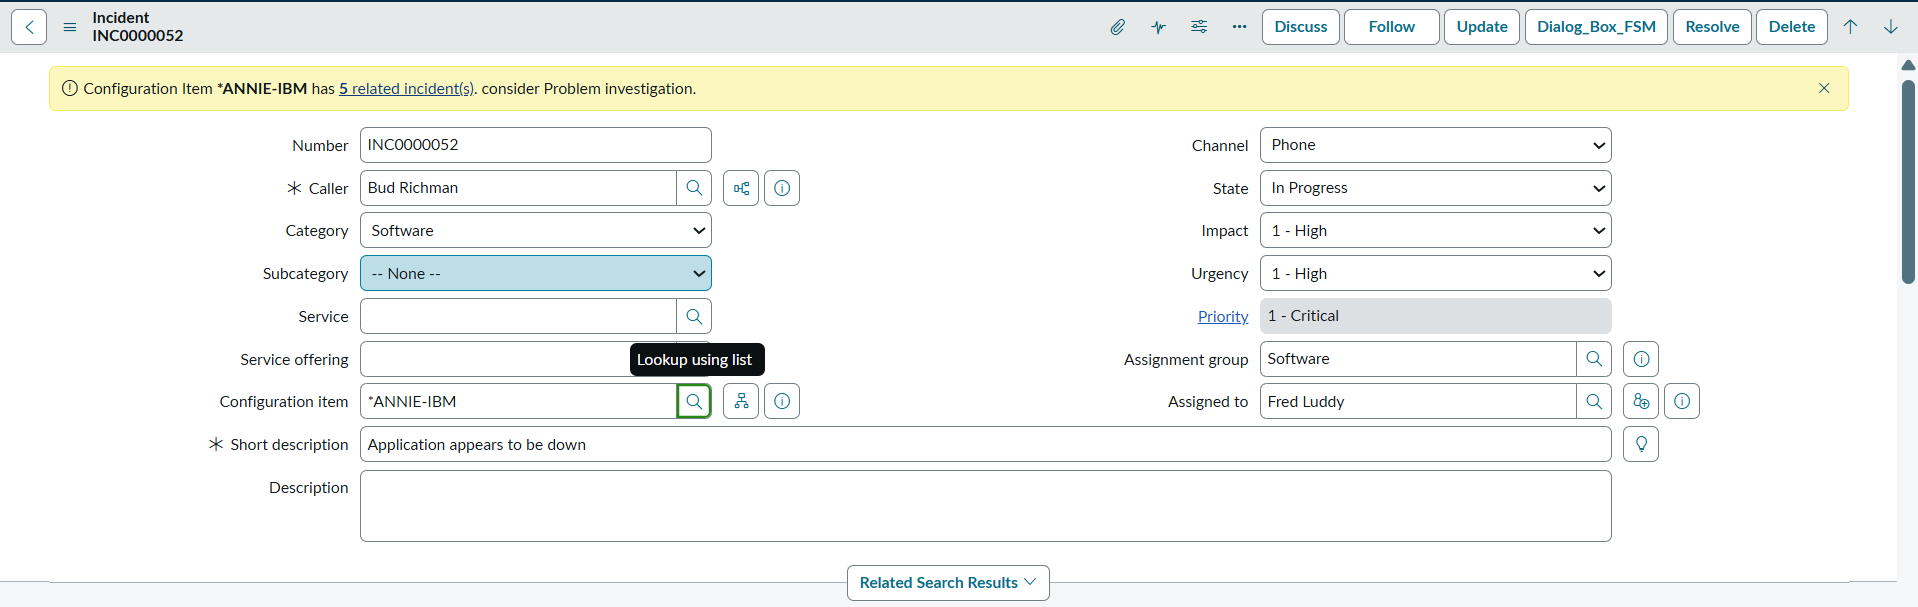 Incident
INC0000052
Discuss Follow Update Dialog_Box_FSM Resolve Delete
Configuration Item *ANNIE-IBM has 5 related incident(s). consider Problem investigation.
Number INC0000052 Channel Phone
Caller Bud Richman State In Progress
Category Software Impact 1 - High
Subcategory -- None -- Urgency 1 - High
Service Priority 1 - Critical
Service offering Lookup using list Assignment group Software
Configuration item *ANNIE-IBM Assigned to Fred Luddy
Short description Application appears to be down
Description
Related Search Results